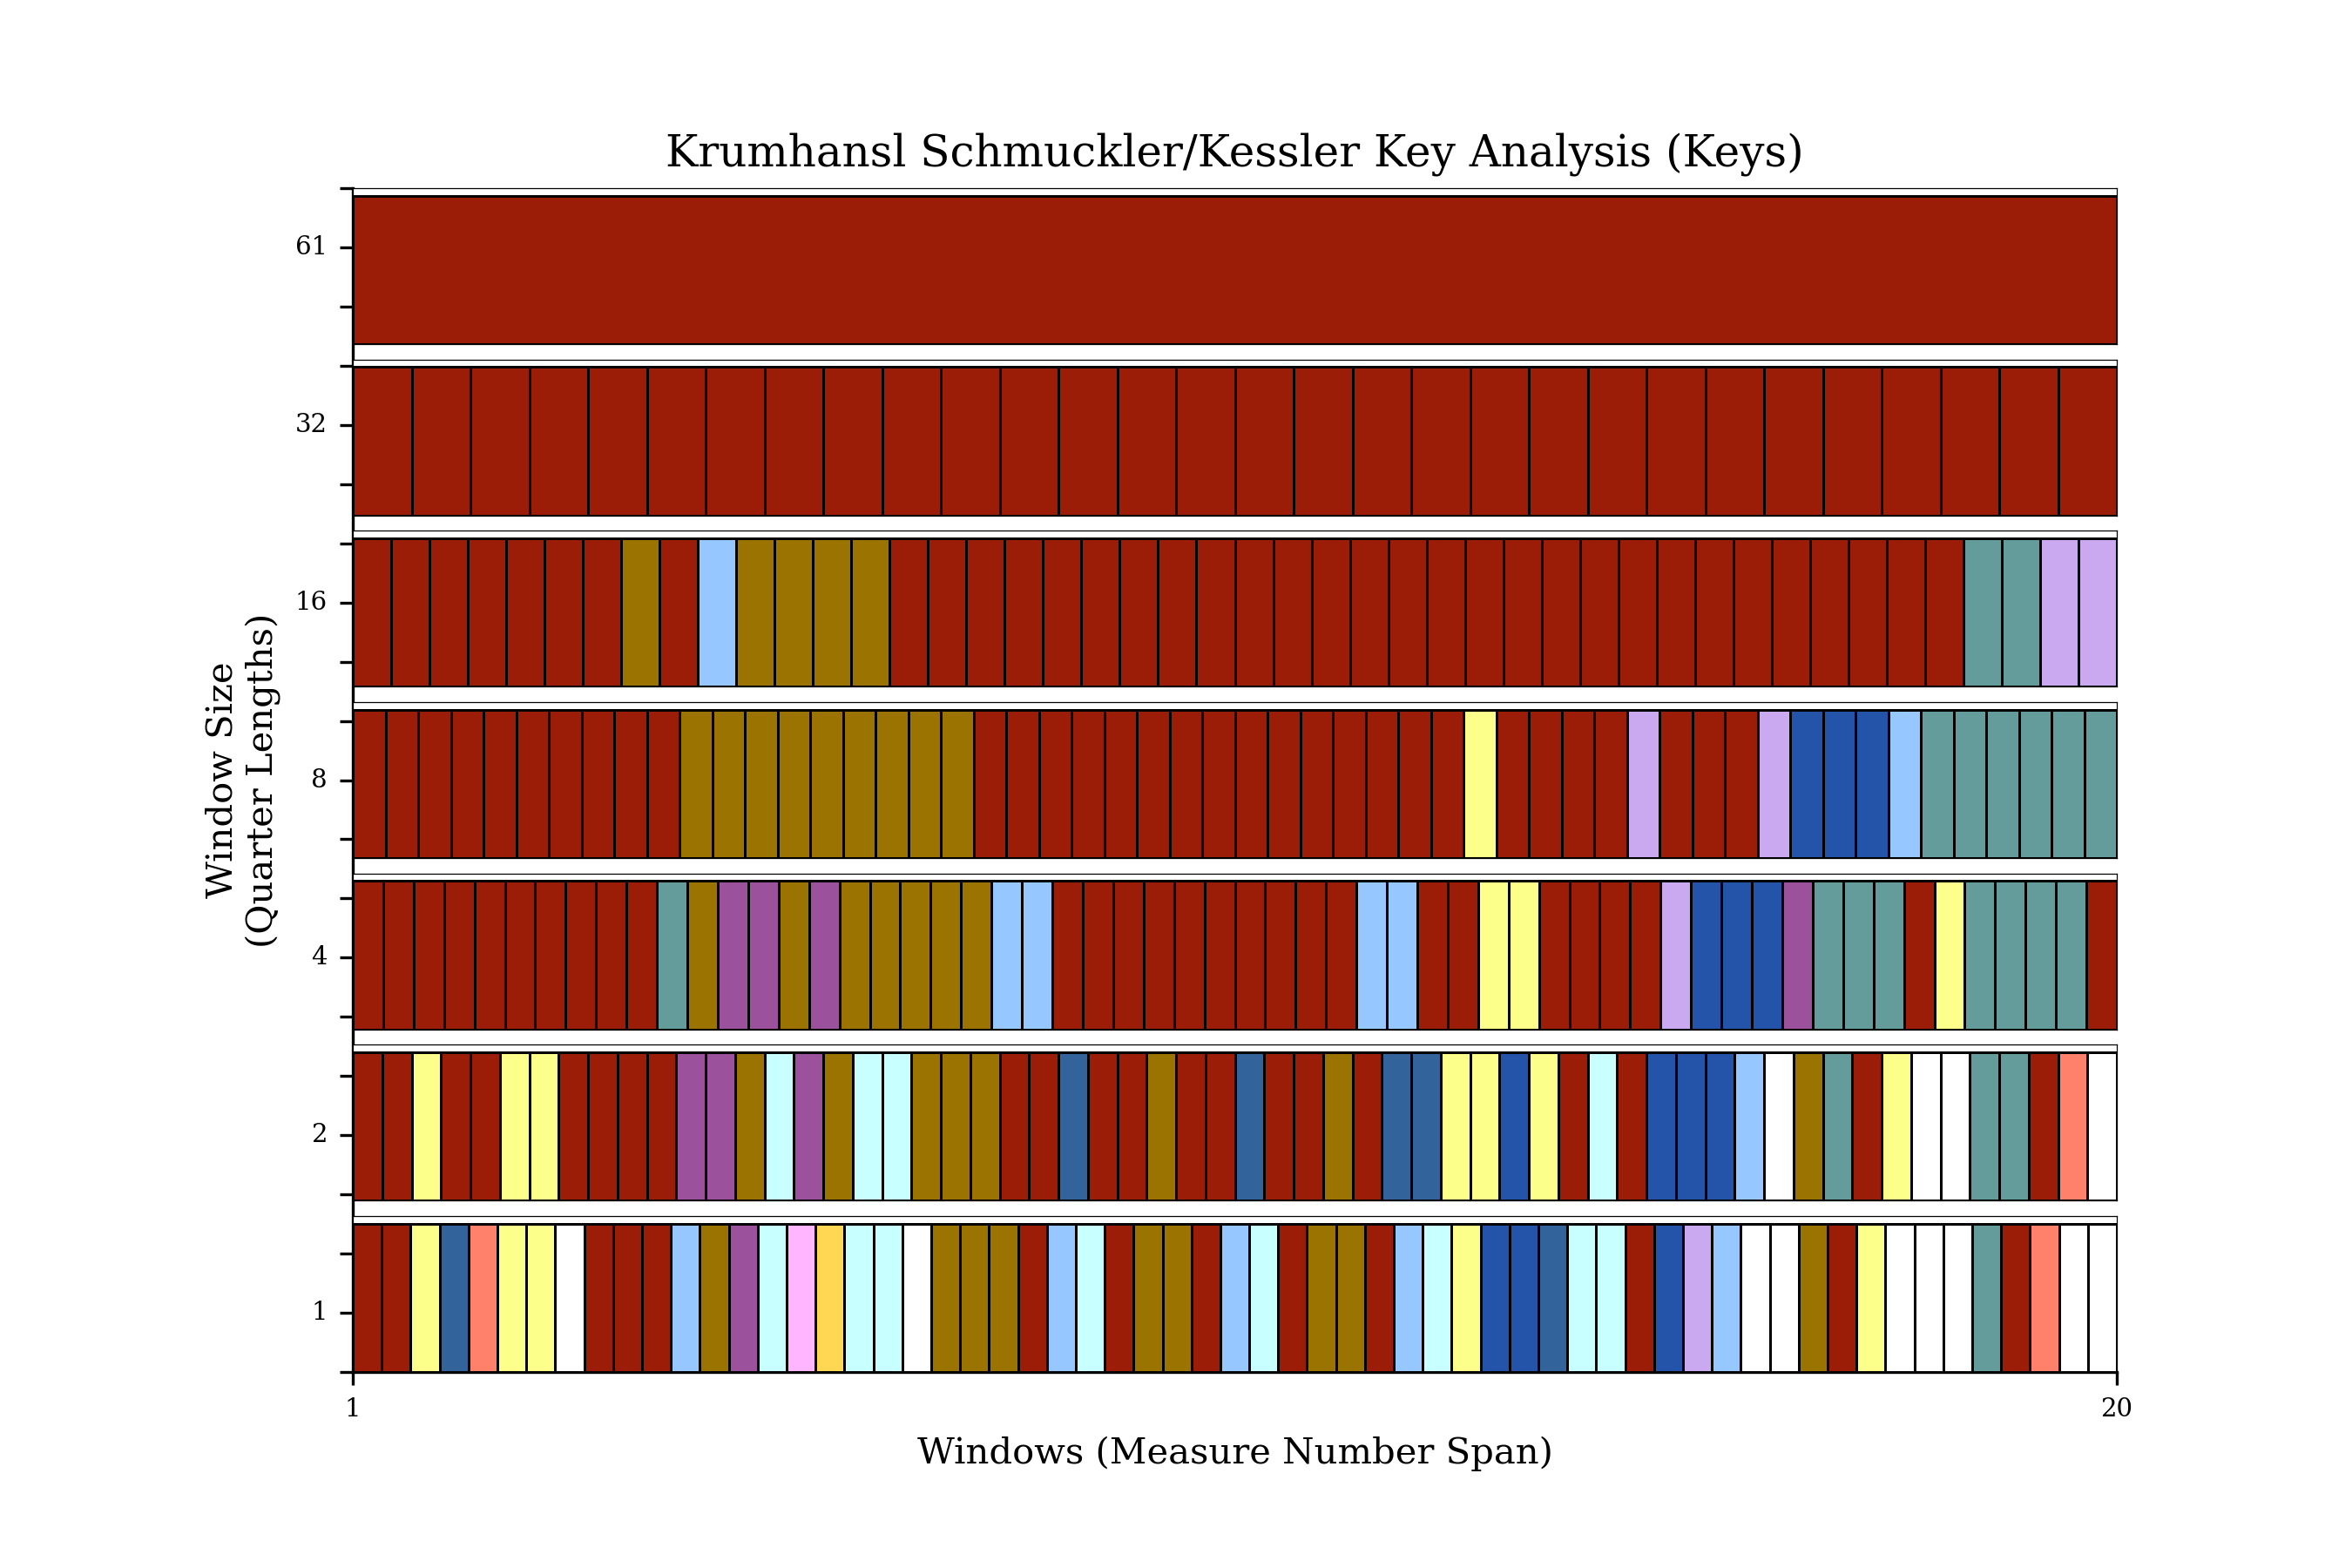 Krumhansl Schmuckler/Kessler Key Analysis (Keys)
61
32
16
8
4
2
1
Window Size
(Quarter Lengths)
1
20
Windows (Measure Number Span)